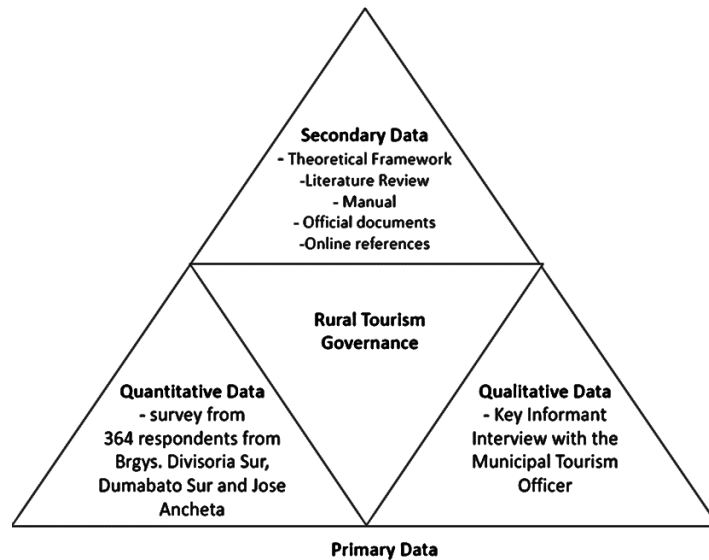 Secondary Data
- Theoretical Framework
-Literature Review
- Manual
- Official documents
-Online references
Rural Tourism
Governance
Quantitative Data
- survey from
364 respondents from
Brgys. Divisoria Sur,
Dumabato Sur and Jose
Ancheta
Qualitative Data
- Key Informant
Interview with the
Municipal Tourism
Officer
Primary Data